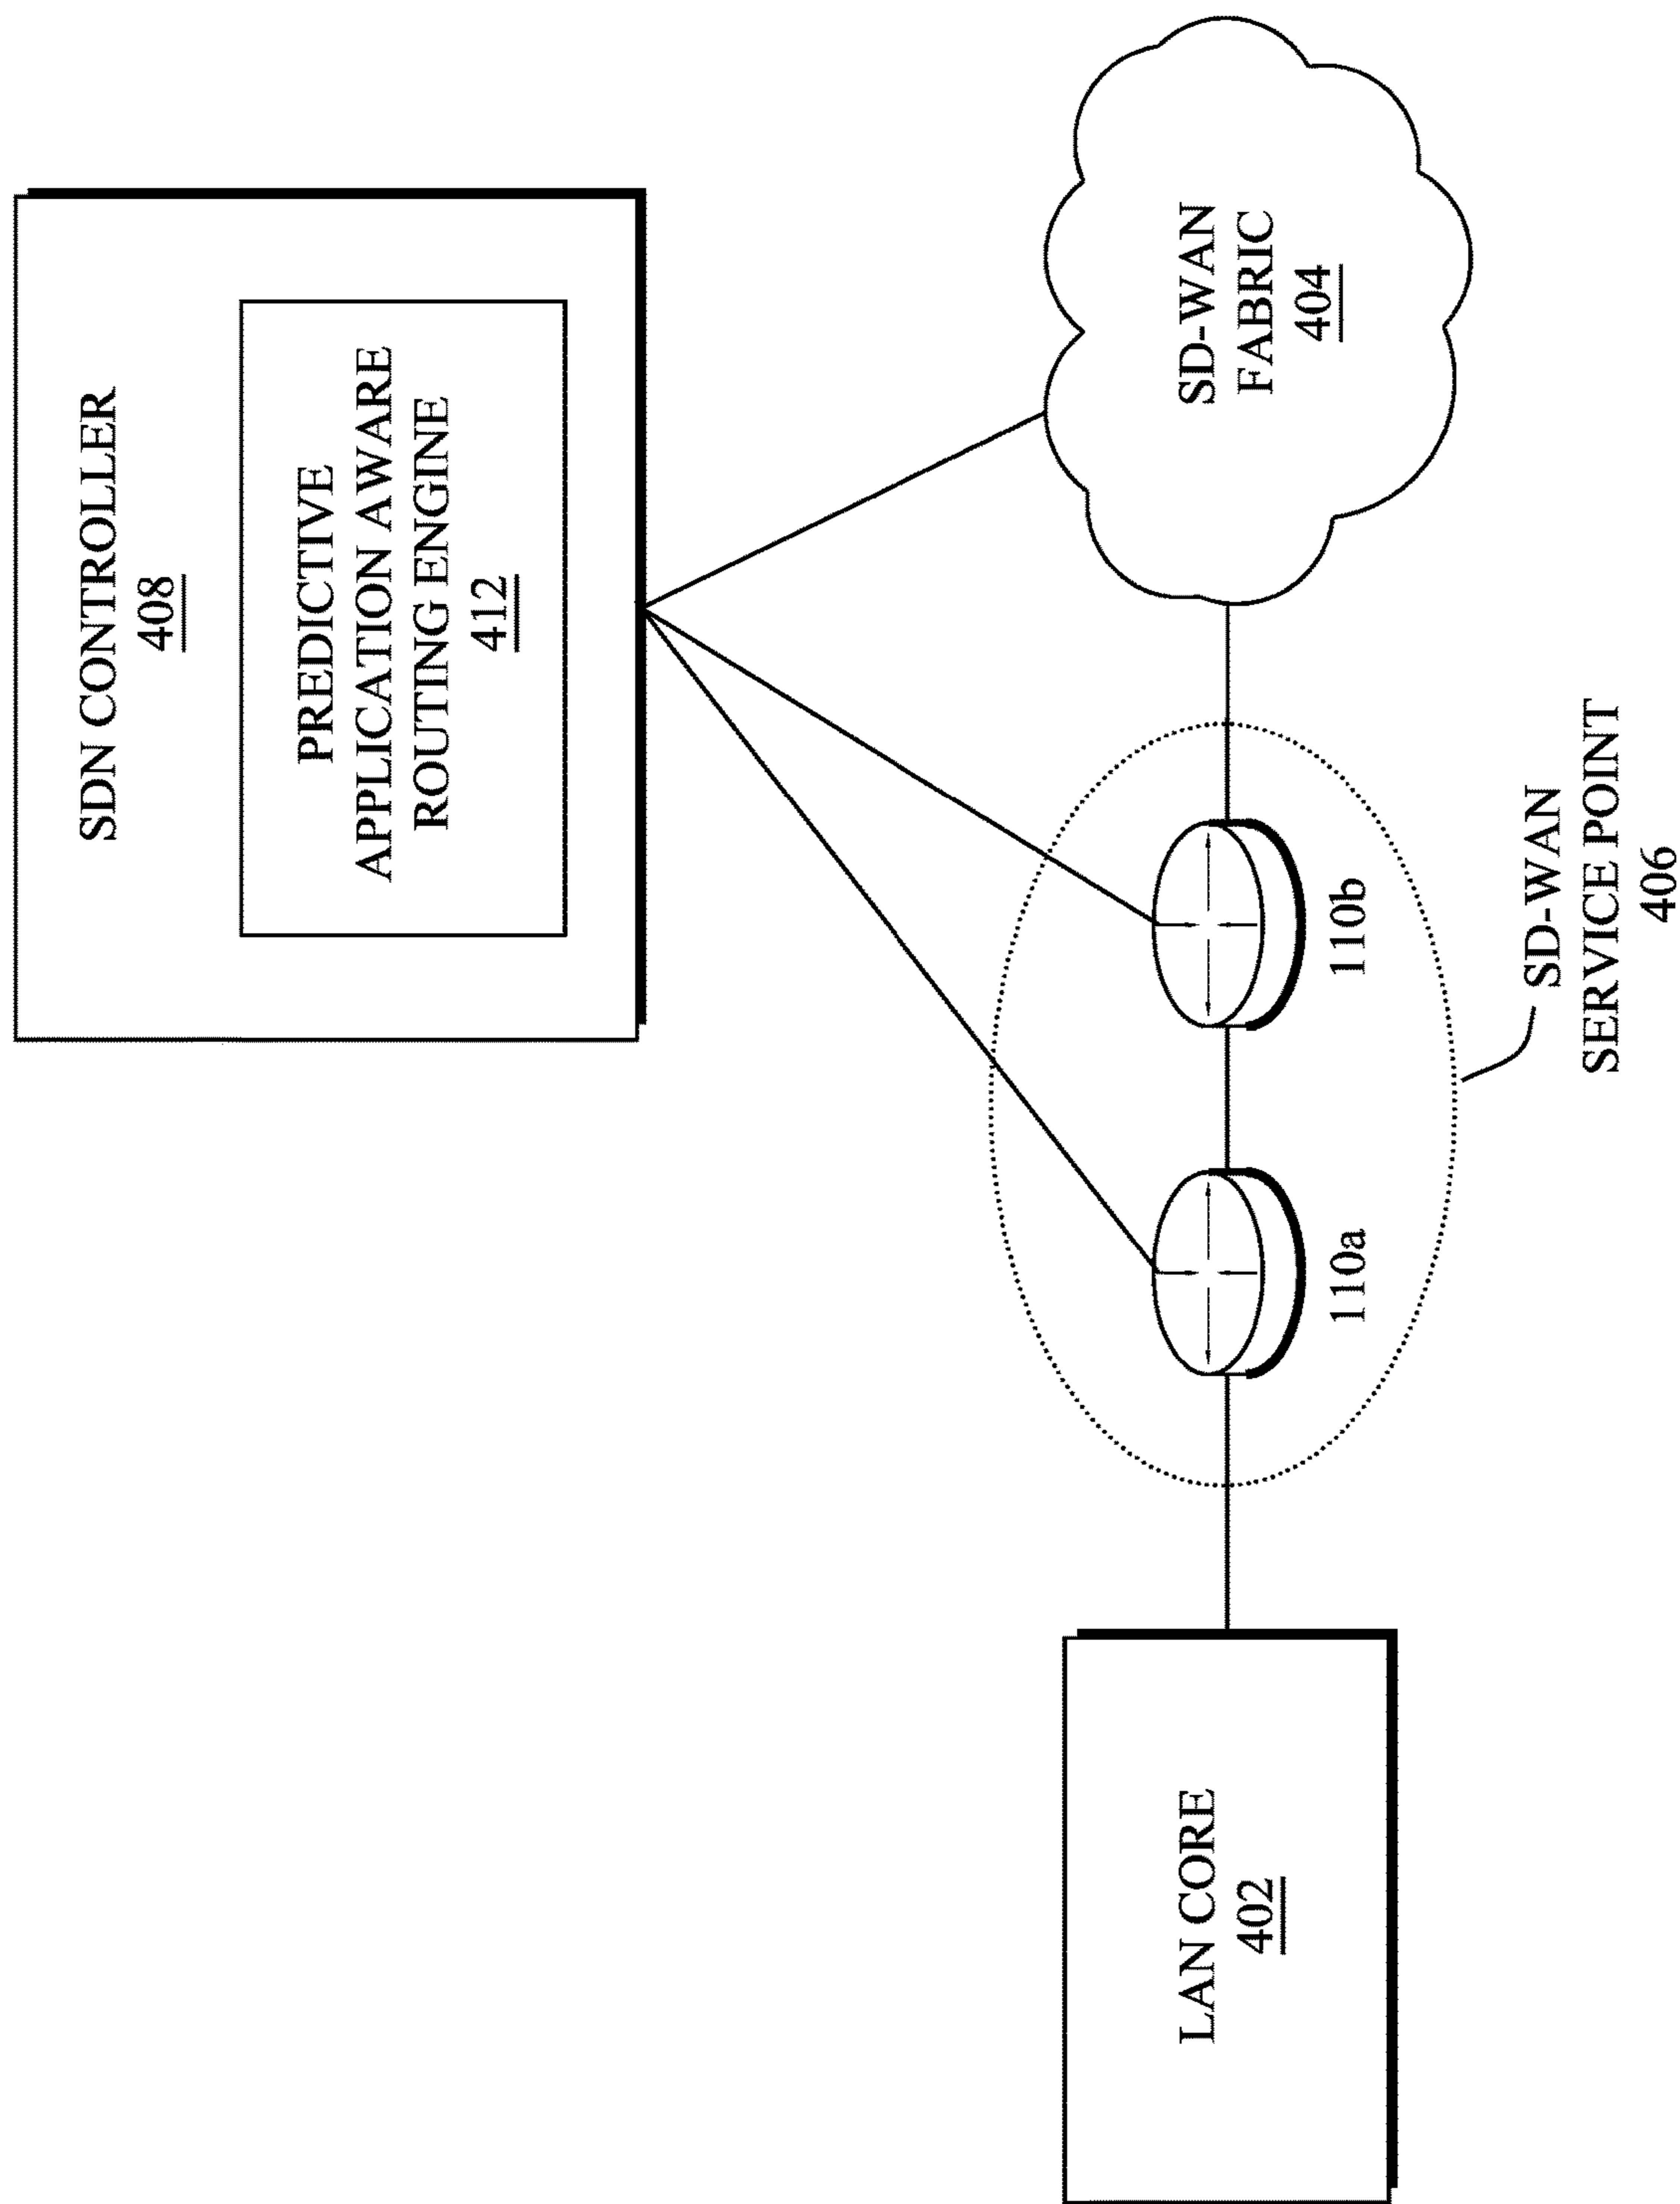 SDN CONTROLLER
408
PREDICTIVE
APPLICATION AWARE
ROUTING ENGINE
412
LAN CORE
402
110a
110b
SD-WAN
FABRIC
404
SD-WAN
SERVICE POINT
406